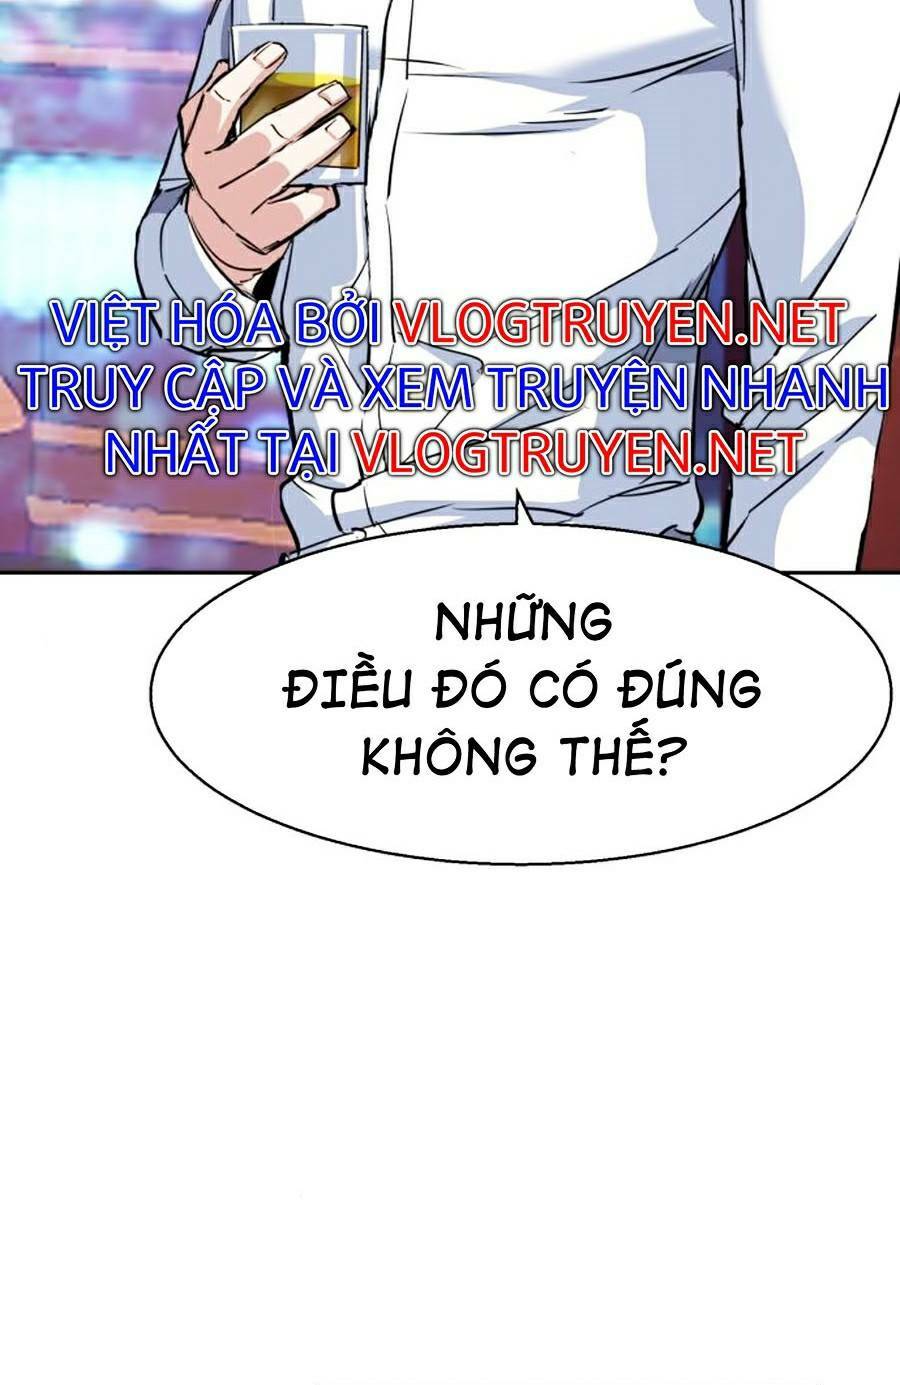 VIỆT HÓA BỞI VLOGTRUYEN.NET
TRUY CẬP VÀ XEM TRUYỆN NHANH
NHẤT TẠI VLOGTRUYEN.NET
NHỮNG
ĐIỀU ĐÓ CÓ ĐÚNG
KHÔNG THẾ?